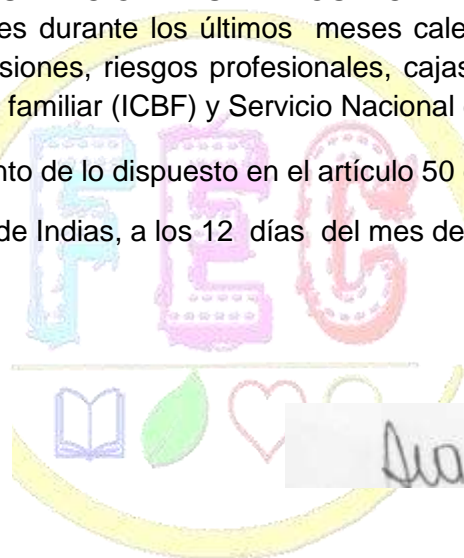 es durante los últimos meses cale
siones, riesgos profesionales, cajas
familiar (ICBF) y Servicio Nacional
nto de lo dispuesto en el artículo 50
de Indias, a los 12 días del mes de
FEC